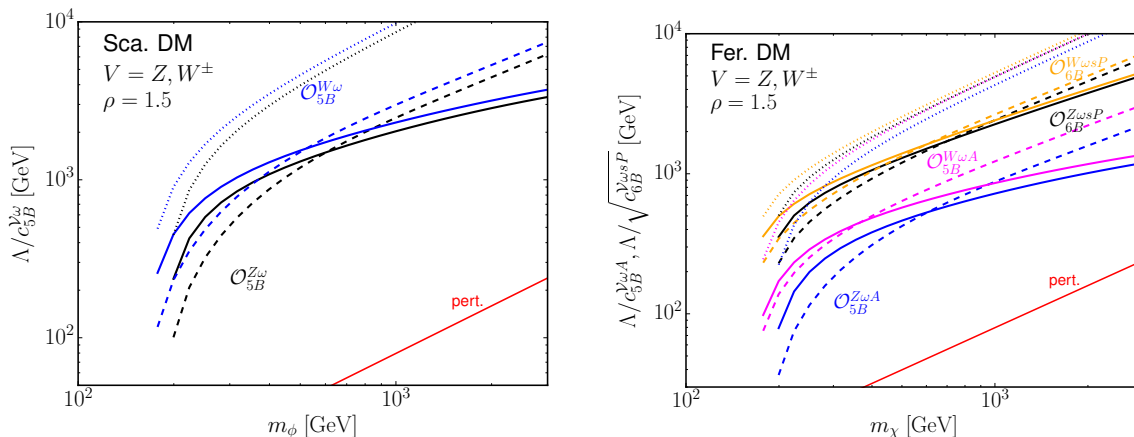 10^4
10^3
10^2
Λ/c_{5B}^{Vω} [GeV]
Sca. DM
V = Z, W^±
ρ = 1.5
O_{5B}^{Wω}
O_{5B}^{Zω}
pert.
10^2
10^3
m_ϕ [GeV]
10^4
10^3
10^2
Λ/c_{5B}^{VωA}, Λ/√c_{6B}^{VωsP} [GeV]
Fer. DM
V = Z, W^±
ρ = 1.5
O_{6B}^{WωsP}
O_{6B}^{ZωsP}
O_{5B}^{WωA}
O_{5B}^{ZωA}
pert.
10^2
10^3
m_χ [GeV]